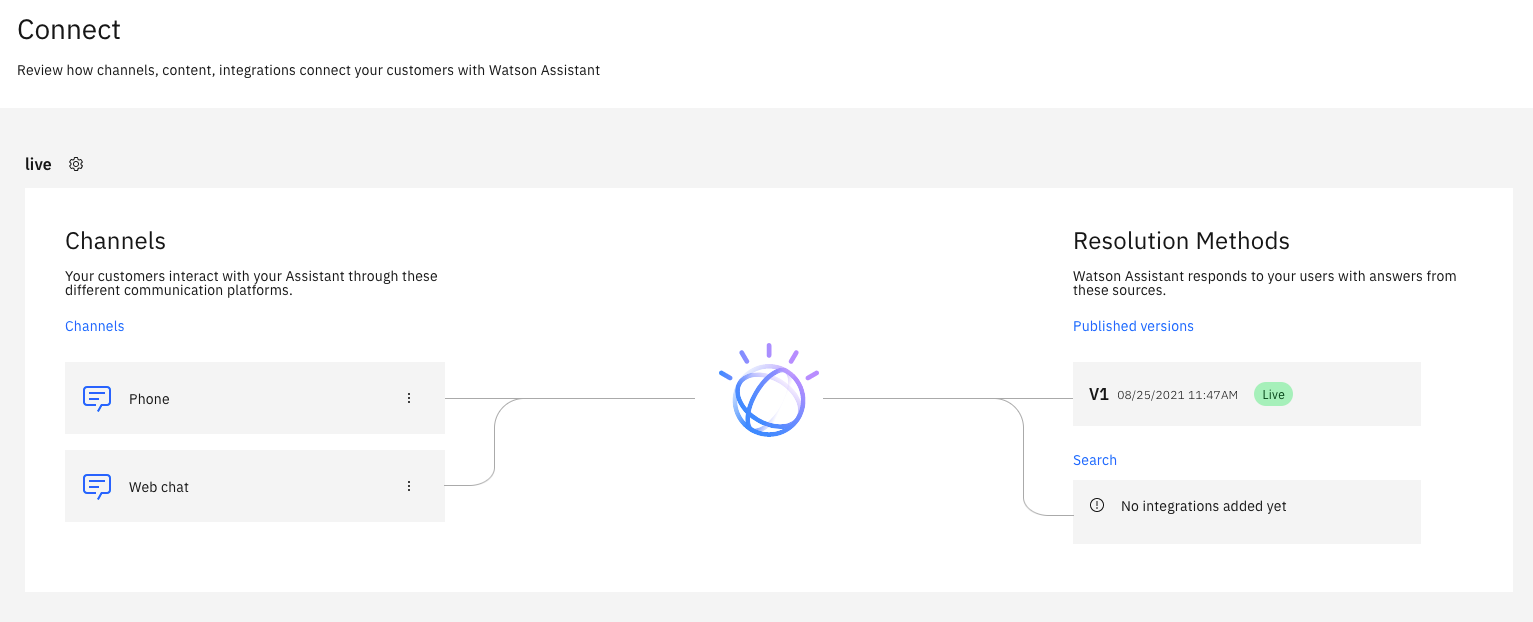 Connect
Review how channels, content, integrations connect your customers with Watson Assistant
live
Channels
Your customers interact with your Assistant through these
different communication platforms.
Channels
Phone
Web chat
Resolution Methods
Watson Assistant responds to your users with answers from
these sources.
Published versions
V1 08/25/2021 11:47AM Live
Search
No integrations added yet